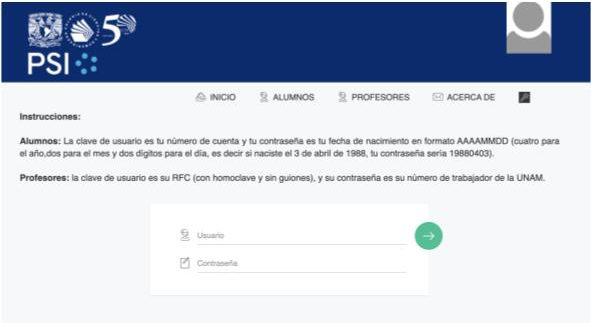 50
PSI
INICIO ALUMNOS PROFESORES ACERCA DE
Instrucciones:
Alumnos: La clave de usuario es tu número de cuenta y tu contraseña es tu fecha de nacimiento en formato AAAAMMDD (cuatro para
el año,dos para el mes y dos dígitos para el día, es decir si naciste el 3 de abril de 1988, tu contraseña sería 19880403).
Profesores: la clave de usuario es su RFC (con homoclave y sin guiones), y su contraseña es su número de trabajador de la UNAM.
Usuario
Contraseña